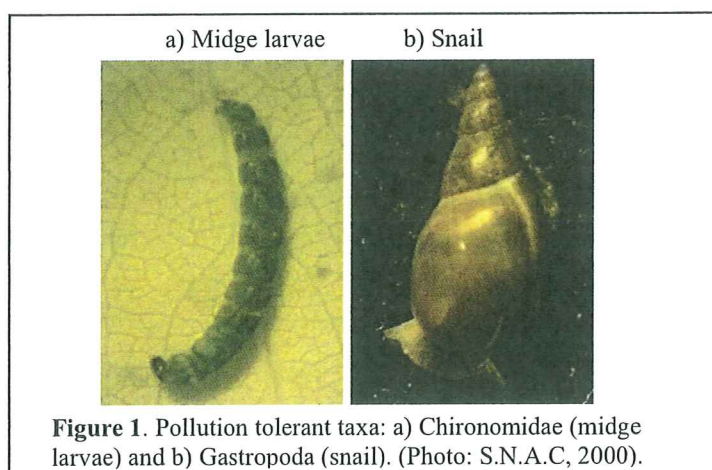 a) Midge larvae b) Snail
Figure 1. Pollution tolerant taxa: a) Chironomidae (midge
larvae) and b) Gastropoda (snail). (Photo: S.N.A.C, 2000).